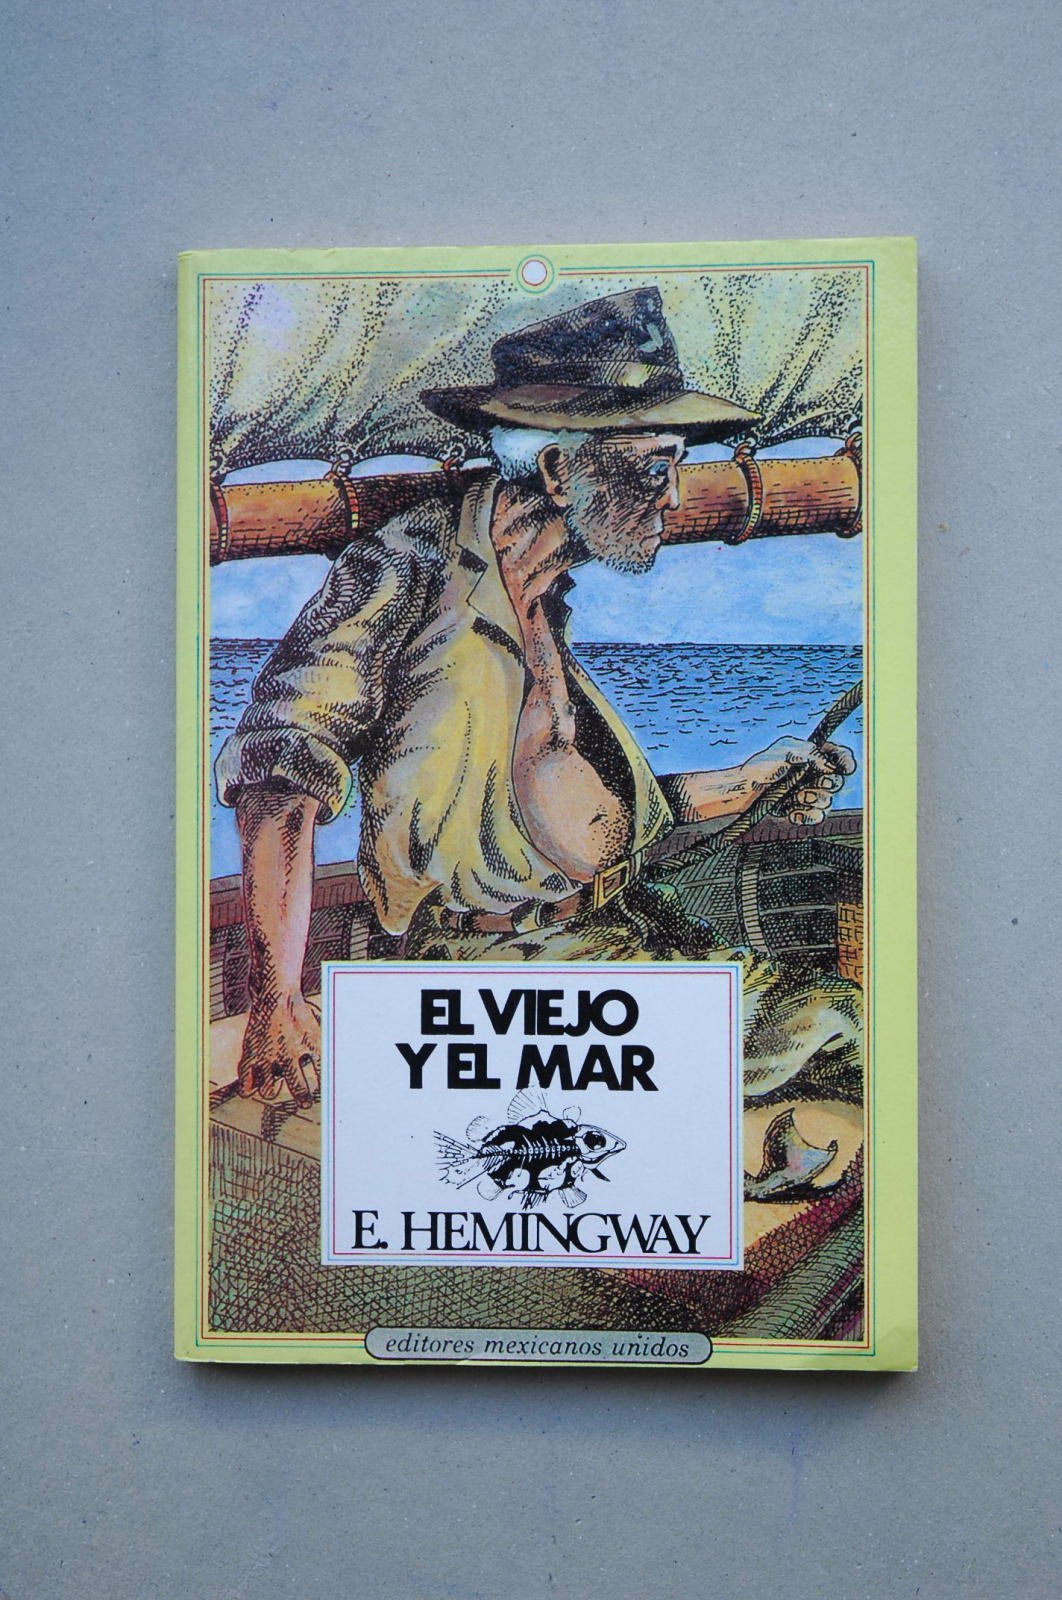 EL VIEJO
Y EL MAR
E. HEMINGWAY
editores mexicanos unidos